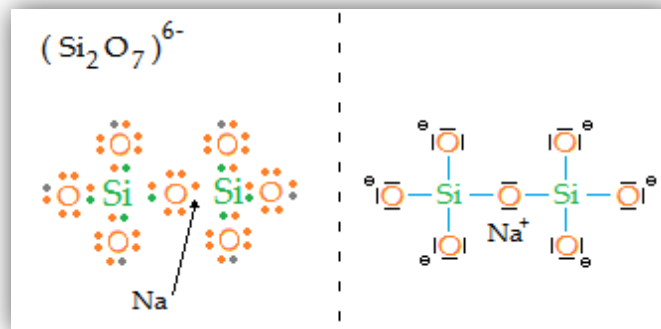 (Si₂O₇)⁶⁻
O O
O Si O Si O
O O
Na
⊖ O O ⊖
⊖ O Si O Si O ⊖
Na⁺
⊖ O O ⊖